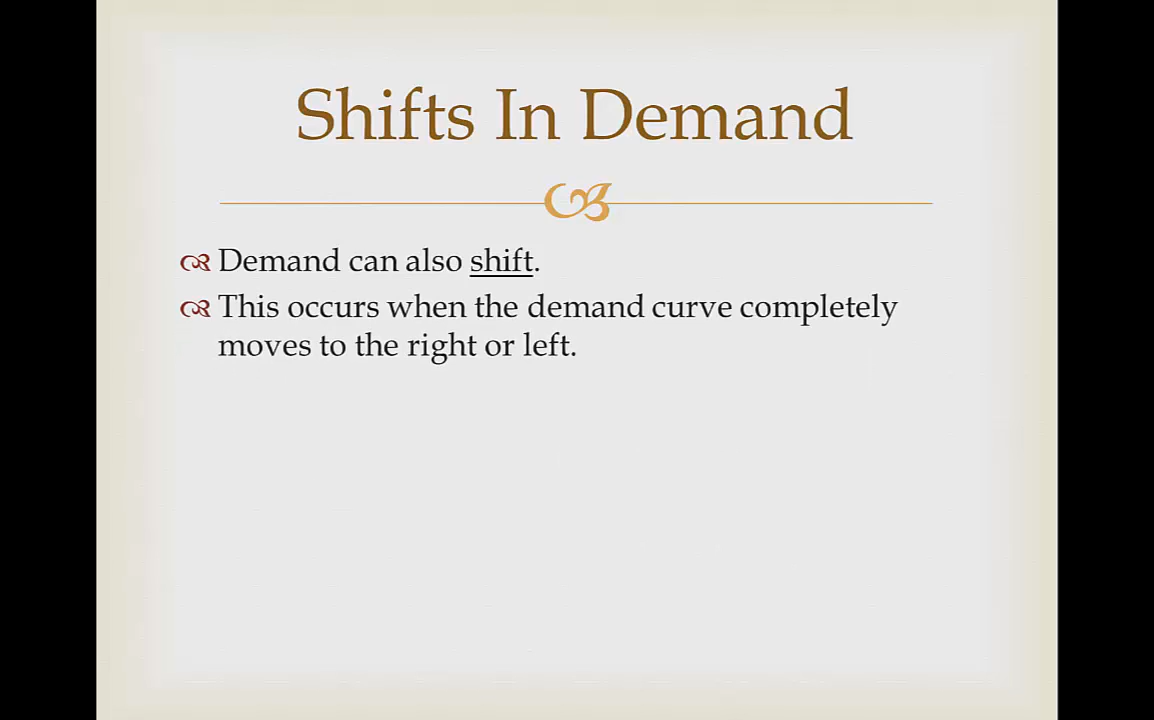 Shifts In Demand
Demand can also shift.
This occurs when the demand curve completely
moves to the right or left.